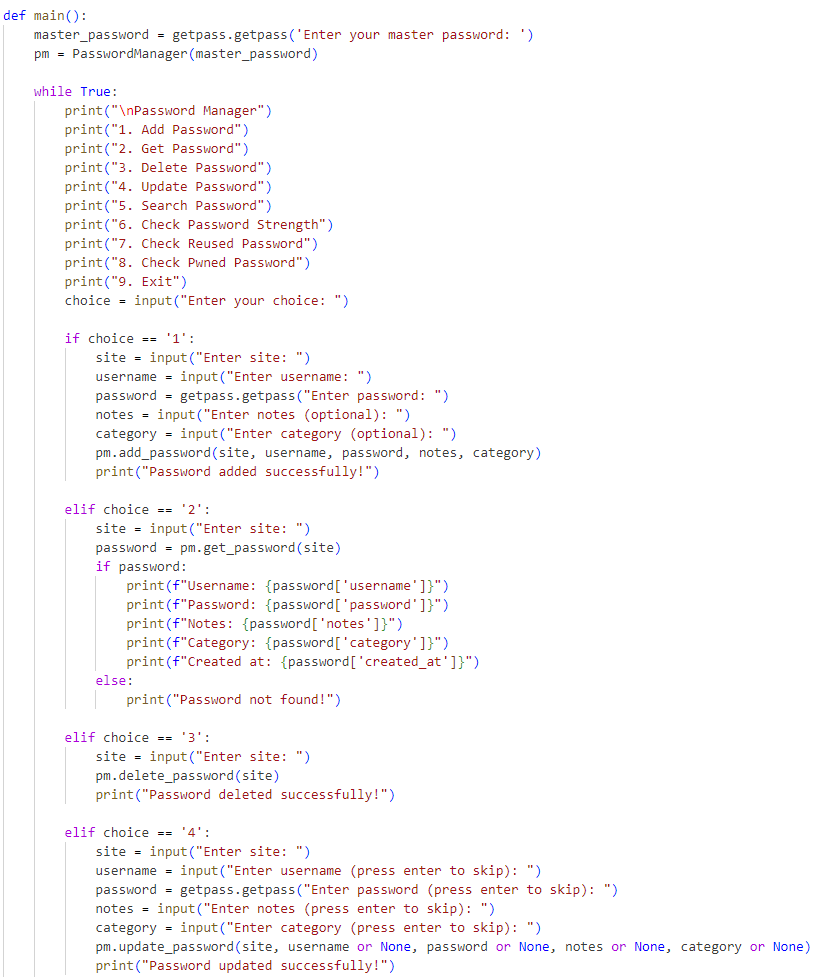 def main():
    master_password = getpass.getpass('Enter your master password: ')
    pm = PasswordManager(master_password)

    while True:
        print("\nPassword Manager")
        print("1. Add Password")
        print("2. Get Password")
        print("3. Delete Password")
        print("4. Update Password")
        print("5. Search Password")
        print("6. Check Password Strength")
        print("7. Check Reused Password")
        print("8. Check Pwned Password")
        print("9. Exit")
        choice = input("Enter your choice: ")

        if choice == '1':
            site = input("Enter site: ")
            username = input("Enter username: ")
            password = getpass.getpass("Enter password: ")
            notes = input("Enter notes (optional): ")
            category = input("Enter category (optional): ")
            pm.add_password(site, username, password, notes, category)
            print("Password added successfully!")

        elif choice == '2':
            site = input("Enter site: ")
            password = pm.get_password(site)
            if password:
                print(f"Username: {password['username']}")
                print(f"Password: {password['password']}")
                print(f"Notes: {password['notes']}")
                print(f"Category: {password['category']}")
                print(f"Created at: {password['created_at']}")
            else:
                print("Password not found!")

        elif choice == '3':
            site = input("Enter site: ")
            pm.delete_password(site)
            print("Password deleted successfully!")

        elif choice == '4':
            site = input("Enter site: ")
            username = input("Enter username (press enter to skip): ")
            password = getpass.getpass("Enter password (press enter to skip): ")
            notes = input("Enter notes (press enter to skip): ")
            category = input("Enter category (press enter to skip): ")
            pm.update_password(site, username or None, password or None, notes or None, category or None)
            print("Password updated successfully!")